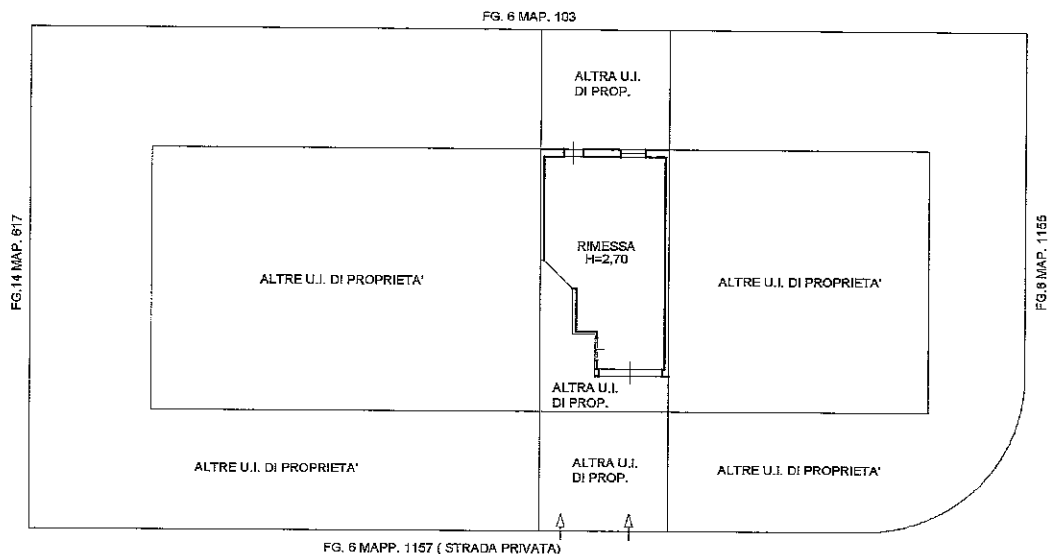 FG. 6 MAP. 103
ALTRA U.I.
DI PROP.
FG.14 MAP. 617
RIMESSA
H=2,70
ALTRE U.I. DI PROPRIETA'
ALTRE U.I. DI PROPRIETA'
FG.6 MAP. 1155
ALTRA U.I.
DI PROP.
ALTRE U.I. DI PROPRIETA'
ALTRA U.I.
DI PROP.
ALTRE U.I. DI PROPRIETA'
FG. 6 MAPP. 1157 ( STRADA PRIVATA)